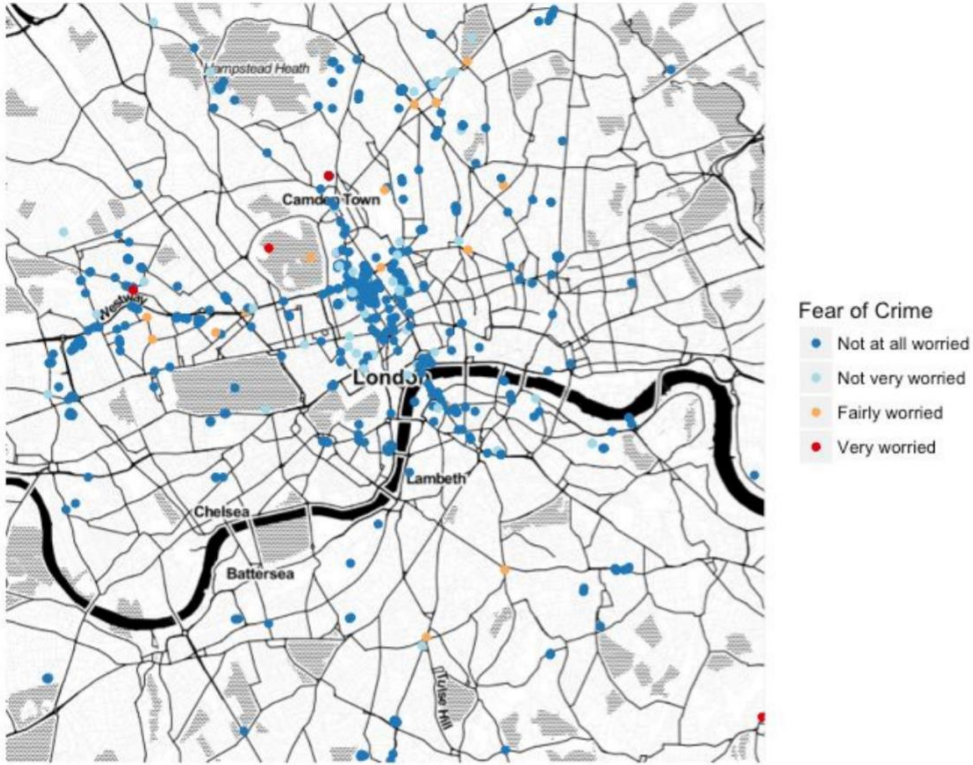 Hampstead Heath
Camden Town
Westway
London
Lambeth
Chelsea
Battersea
Tulse Hill
Fear of Crime
Not at all worried
Not very worried
Fairly worried
Very worried